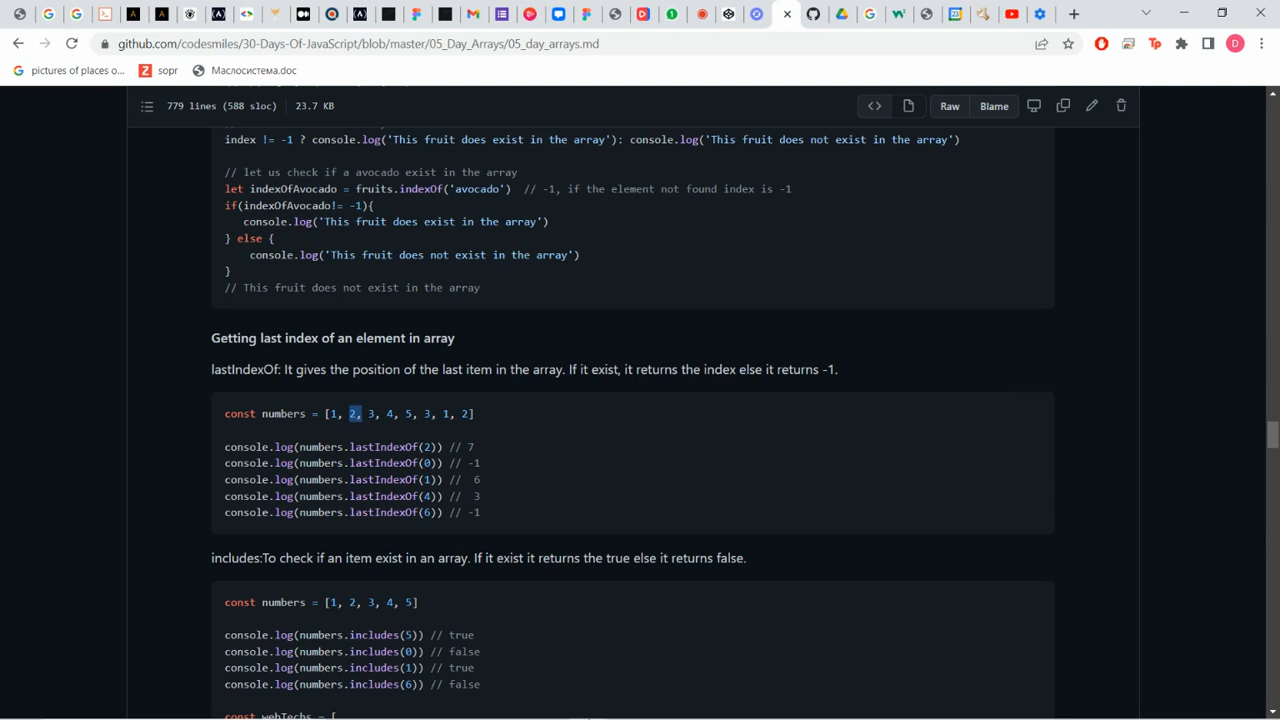 github.com/codesmiles/30-Days-Of-JavaScript/blob/master/05_Day_Arrays/05_day_arrays.md
pictures of places o... sopr Маслосистема.doc
779 lines (588 sloc) 23.7 KB Raw Blame
index != -1 ? console.log('This fruit does exist in the array'): console.log('This fruit does not exist in the array')
// let us check if a avocado exist in the array
let indexOfAvocado = fruits.indexOf('avocado')  // -1, if the element not found index is -1
if(indexOfAvocado!= -1){
console.log('This fruit does exist in the array')
} else {
console.log('This fruit does not exist in the array')
}
// This fruit does not exist in the array
Getting last index of an element in array
lastIndexOf: It gives the position of the last item in the array. If it exist, it returns the index else it returns -1.
const numbers = [1, 2, 3, 4, 5, 3, 1, 2]
console.log(numbers.lastIndexOf(2)) // 7
console.log(numbers.lastIndexOf(0)) // -1
console.log(numbers.lastIndexOf(1)) //  6
console.log(numbers.lastIndexOf(4)) //  3
console.log(numbers.lastIndexOf(6)) // -1
includes:To check if an item exist in an array. If it exist it returns the true else it returns false.
const numbers = [1, 2, 3, 4, 5]
console.log(numbers.includes(5)) // true
console.log(numbers.includes(0)) // false
console.log(numbers.includes(1)) // true
console.log(numbers.includes(6)) // false
const webTechs = [